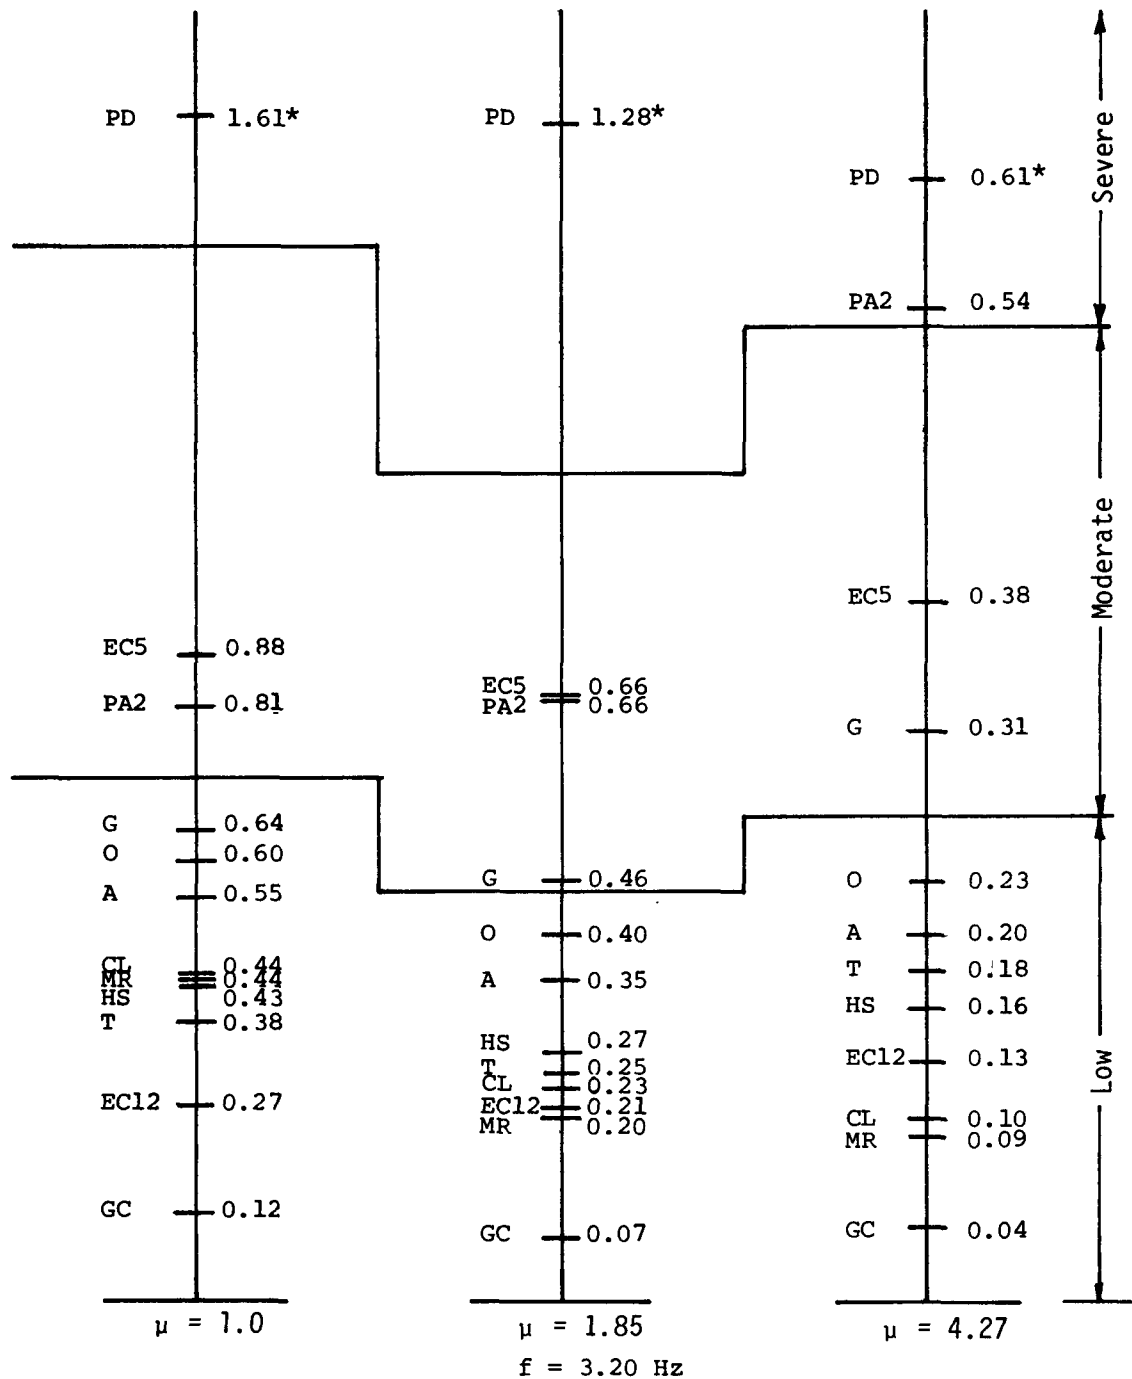 PD 1.61*
EC5 0.88
PA2 0.81
G 0.64
O 0.60
A 0.55
CL 0.44
MR 0.44
HS 0.43
T 0.38
EC12 0.27
GC 0.12
μ = 1.0
PD 1.28*
EC5 0.66
PA2 0.66
G 0.46
O 0.40
A 0.35
HS 0.27
T 0.25
CL 0.23
EC12 0.21
MR 0.20
GC 0.07
μ = 1.85
f = 3.20 Hz
PD 0.61*
PA2 0.54
EC5 0.38
G 0.31
O 0.23
A 0.20
T 0.18
HS 0.16
EC12 0.13
CL 0.10
MR 0.09
GC 0.04
μ = 4.27
Severe
Moderate
Low